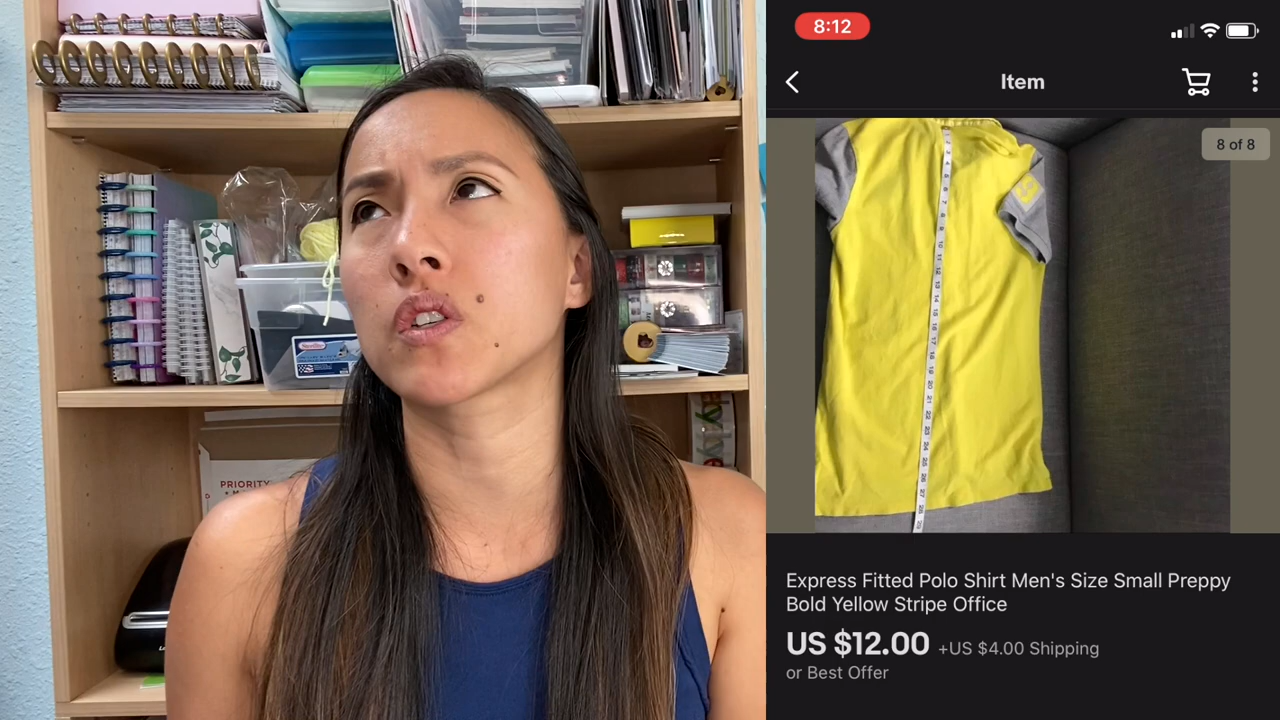 PRIORITY
8:12
Item
8 of 8
Express Fitted Polo Shirt Men's Size Small Preppy
Bold Yellow Stripe Office
US $12.00 +US $4.00 Shipping
or Best Offer